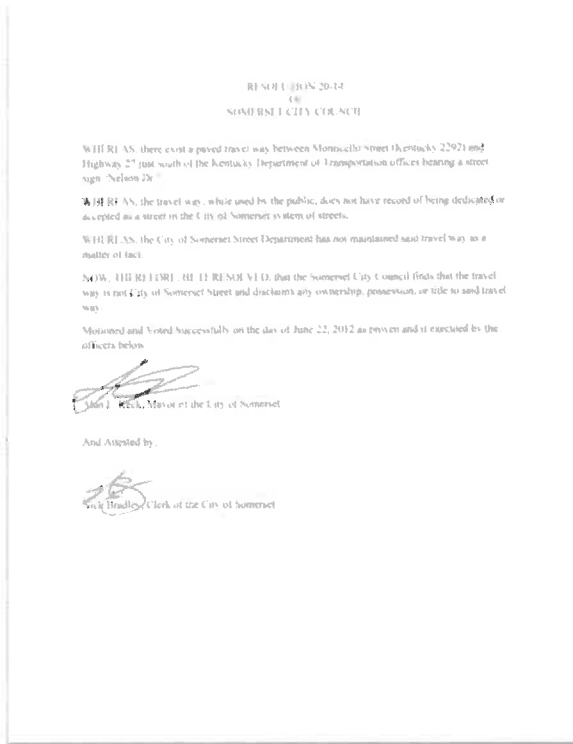 RESOLUTION 20-14
OF
SOMERSET CITY COUNCIL
WHEREAS, there exist a paved travel way between Monticello Street (Kentucky 2292) and
Highway 27 just south of the Kentucky Department of Transportation offices bearing a street
sign "Nelson Dr."
WHEREAS, the travel way, while used by the public, does not have record of being dedicated or
accepted as a street in the City of Somerset system of streets.
WHEREAS, the City of Somerset Street Department has not maintained said travel way as a
matter of fact.
NOW, THEREFORE, BE IT RESOLVED, that the Somerset City Council finds that the travel
way is not City of Somerset Street and disclaims any ownership, possession, or title to said travel
way.
Motioned and Voted Successfully on the day of June 22, 2012 as proven and if executed by the
officers below
Alan L. Keck, Mayor of the City of Somerset
And Attested by,
Nick Bradley, Clerk of the City of Somerset